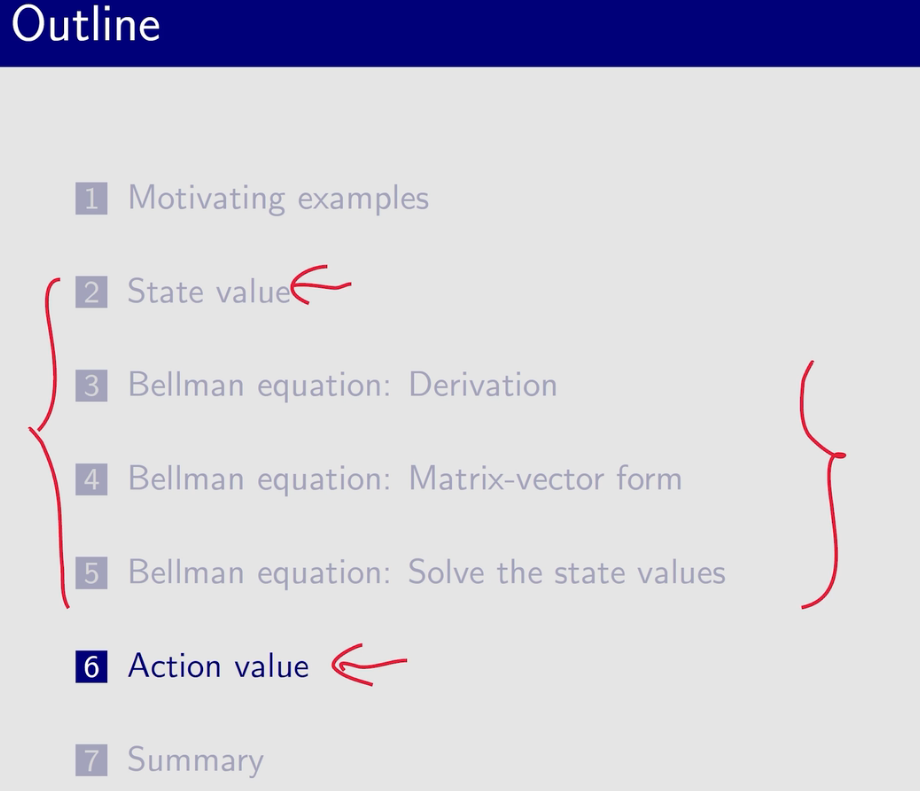 Outline
1 Motivating examples
2 State value
3 Bellman equation: Derivation
4 Bellman equation: Matrix-vector form
5 Bellman equation: Solve the state values
6 Action value
7 Summary